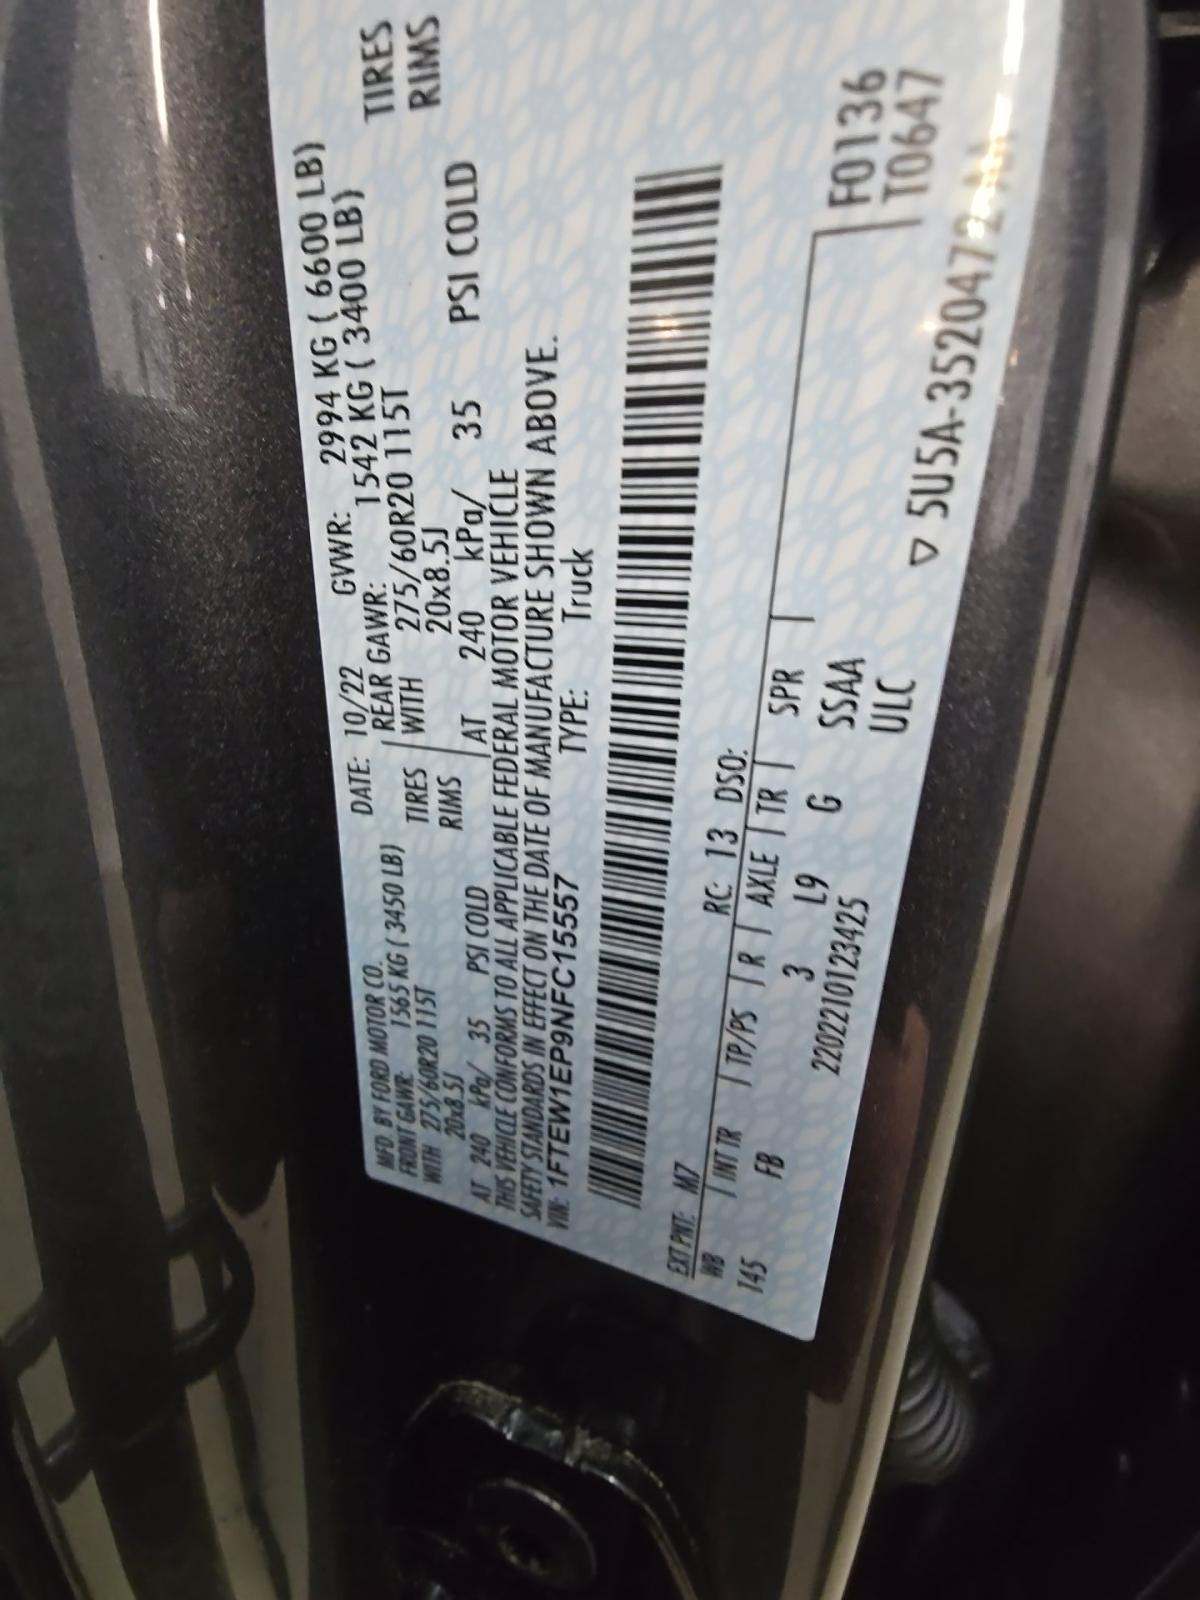 MFD. BY FORD MOTOR CO.
DATE: 10/22 GVWR: 2994 KG ( 6600 LB)
FRONT GAWR: 1565 KG ( 3450 LB) REAR GAWR: 1542 KG ( 3400 LB)
WITH 275/60R20 115T TIRES WITH 275/60R20 115T TIRES
20x8.5J RIMS 20x8.5J RIMS
AT 240 kPa/ 35 PSI COLD AT 240 kPa/ 35 PSI COLD
THIS VEHICLE CONFORMS TO ALL APPLICABLE FEDERAL MOTOR VEHICLE
SAFETY STANDARDS IN EFFECT ON THE DATE OF MANUFACTURE SHOWN ABOVE.
VIN: 1FTEW1EP9NFC15557 TYPE: Truck
EXT PNT: M7 RC: 13 DSO:
WB | INT TR | TP/PS | R | AXLE | TR | SPR | F0136
145 FB 3 L9 G SSAA | T0647
2202210123425 ULC
▽ 5U5A-3520472-AA